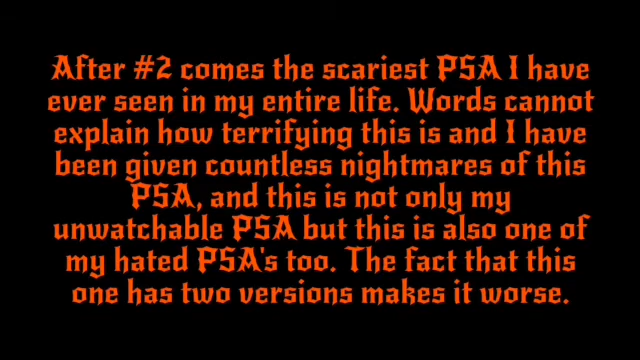 After #2 comes the scariest PSA I have
ever seen in my entire life. Words cannot
explain how terrifying this is and I have
been given countless nightmares of this
PSA, and this is not only my
unwatchable PSA but this is also one of
my hated PSA's too. The fact that this
one has two versions makes it worse.